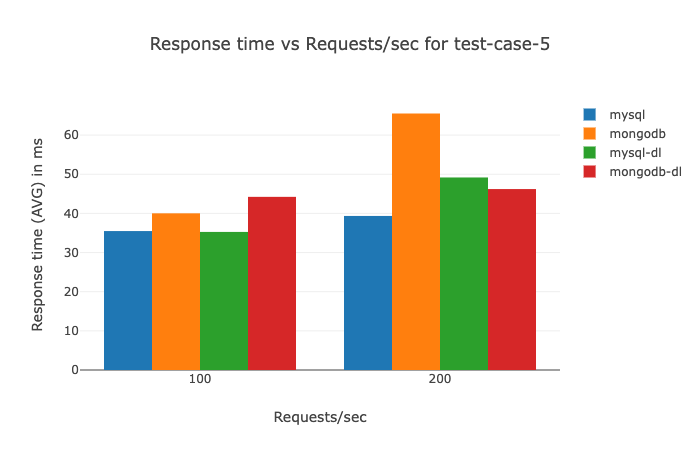 Response time vs Requests/sec for test-case-5
Response time (AVG) in ms
60
50
40
30
20
10
0
100
200
Requests/sec
mysql
mongodb
mysql-dl
mongodb-dl